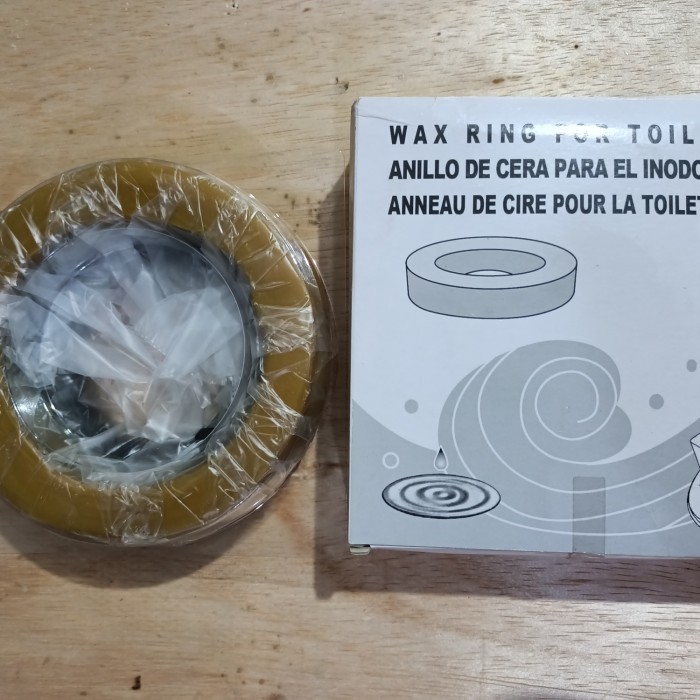 WAX RING FOR TOIL
ANILLO DE CERA PARA EL INODO
ANNEAU DE CIRE POUR LA TOILET